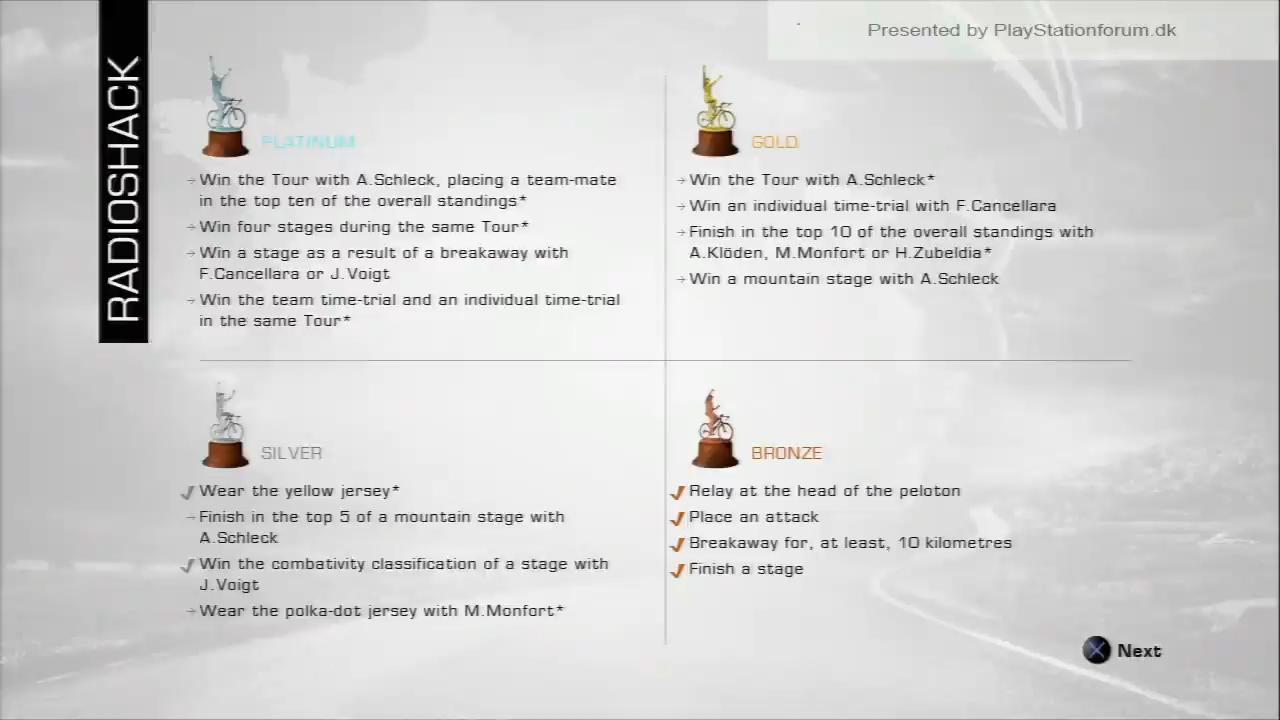 Presented by PlayStationforum.dk
RADIOSHACK
PLATINUM
→Win the Tour with A.Schleck, placing a team-mate
in the top ten of the overall standings*
→Win four stages during the same Tour*
→Win a stage as a result of a breakaway with
F.Cancellara or J.Voigt
→Win the team time-trial and an individual time-trial
in the same Tour*
GOLD
→Win the Tour with A.Schleck*
→Win an individual time-trial with F.Cancellara
→Finish in the top 10 of the overall standings with
A.Klöden, M.Monfort or H.Zubeldia*
→Win a mountain stage with A.Schleck
SILVER
Wear the yellow jersey*
→Finish in the top 5 of a mountain stage with
A.Schleck
Win the combativity classification of a stage with
J.Voigt
→Wear the polka-dot jersey with M.Monfort*
BRONZE
Relay at the head of the peloton
Place an attack
Breakaway for, at least, 10 kilometres
Finish a stage
Next